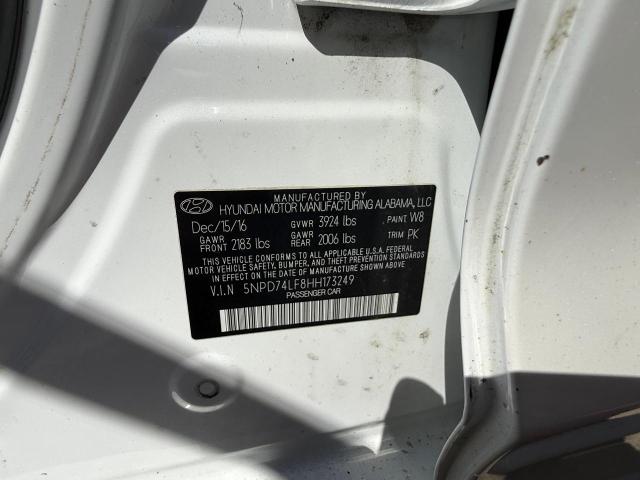 MANUFACTURED BY
HYUNDAI MOTOR MANUFACTURING ALABAMA, LLC
Dec/15/16 GVWR 3924 lbs PAINT W8
GAWR FRONT 2183 lbs GAWR REAR 2006 lbs TRIM PK
THIS VEHICLE CONFORMS TO ALL APPLICABLE U.S.A. FEDERAL
MOTOR VEHICLE SAFETY, BUMPER, AND THEFT PREVENTION STANDARDS
IN EFFECT ON THE DATE OF MANUFACTURE SHOWN ABOVE.
V.I.N 5NPD74LF8HH173249
PASSENGER CAR